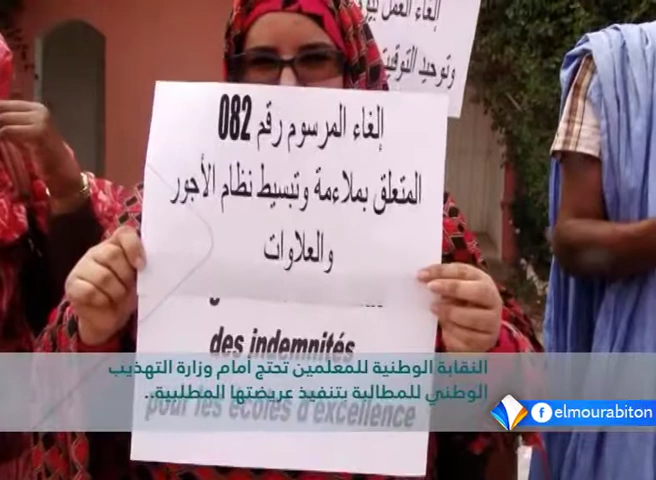 إلغاء العمل
وتوحيد التوقيت
إلغاء المرسوم رقم 082
المتعلق بملاءمة وتبسيط نظام الأجور
والعلاوات
des indemnités
pour les écoles d'excellence
النقابة الوطنية للمعلمين تحتج أمام وزارة التهذيب
الوطني للمطالبة بتنفيذ عريضتها المطلبية..
elmourabiton